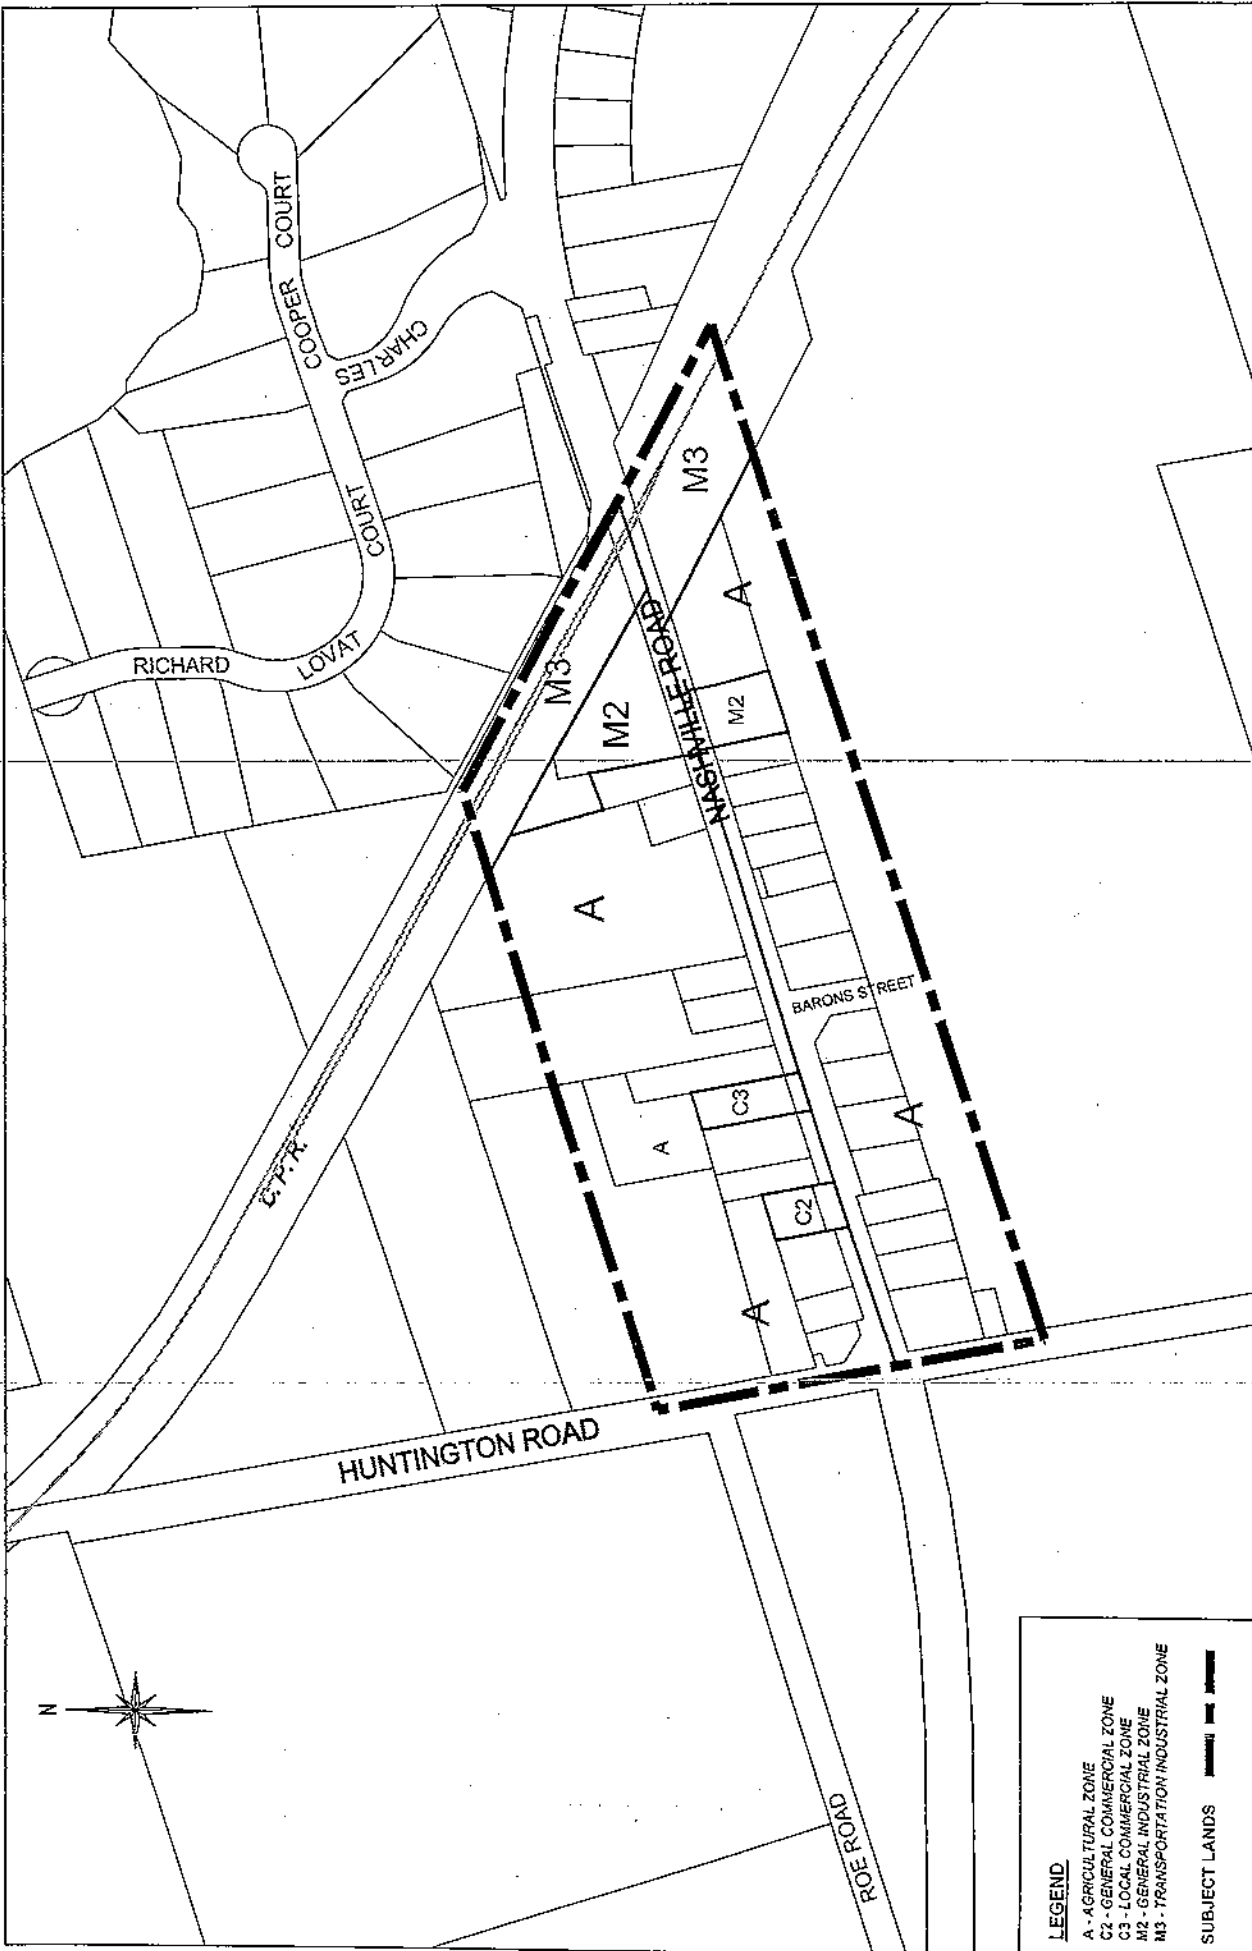 COOPER COURT
CHARLES
COURT
RICHARD
LOVAT
M3
M3
NASHVILLE ROAD
A
M2
M2
A
BARONS STREET
C.P.R.
C3
A
A
C2
A
HUNTINGTON ROAD
N
ROE ROAD
LEGEND
A - AGRICULTURAL ZONE
C2 - GENERAL COMMERCIAL ZONE
C3 - LOCAL COMMERCIAL ZONE
M2 - GENERAL INDUSTRIAL ZONE
M3 - TRANSPORTATION INDUSTRIAL ZONE
SUBJECT LANDS